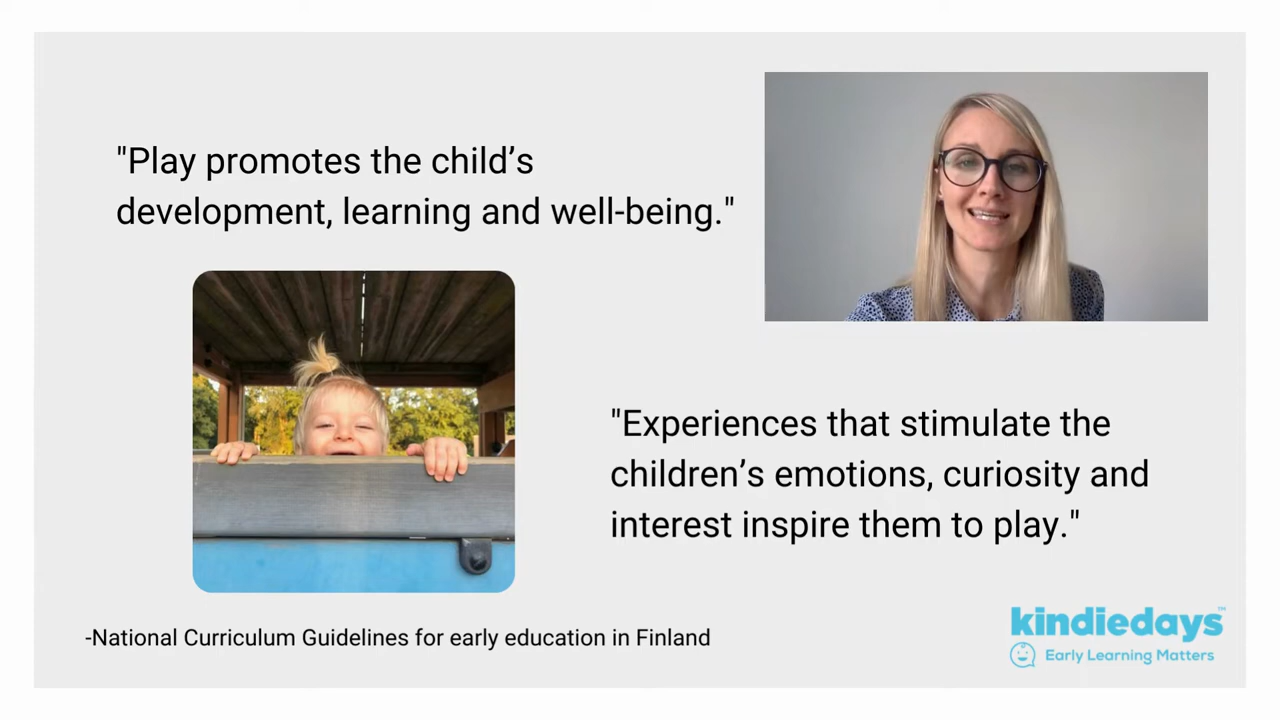 "Play promotes the child’s
development, learning and well-being."
"Experiences that stimulate the
children’s emotions, curiosity and
interest inspire them to play."
-National Curriculum Guidelines for early education in Finland
kindiedays™
Early Learning Matters